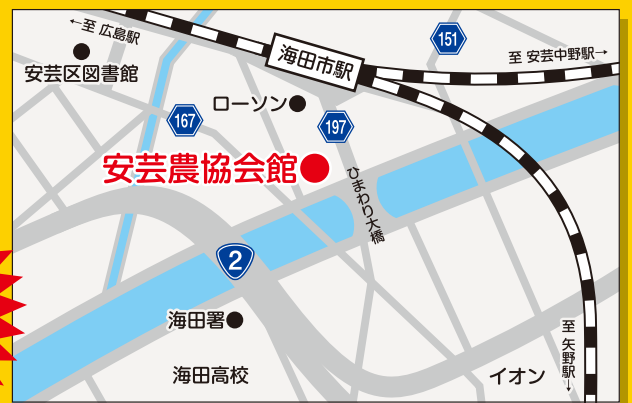 ←至 広島駅
安芸区図書館
海田市駅
151
至 安芸中野駅→
ローソン
167
197
安芸農協会館
ひまわり大橋
2
海田署
海田高校
イオン
至 矢野駅→